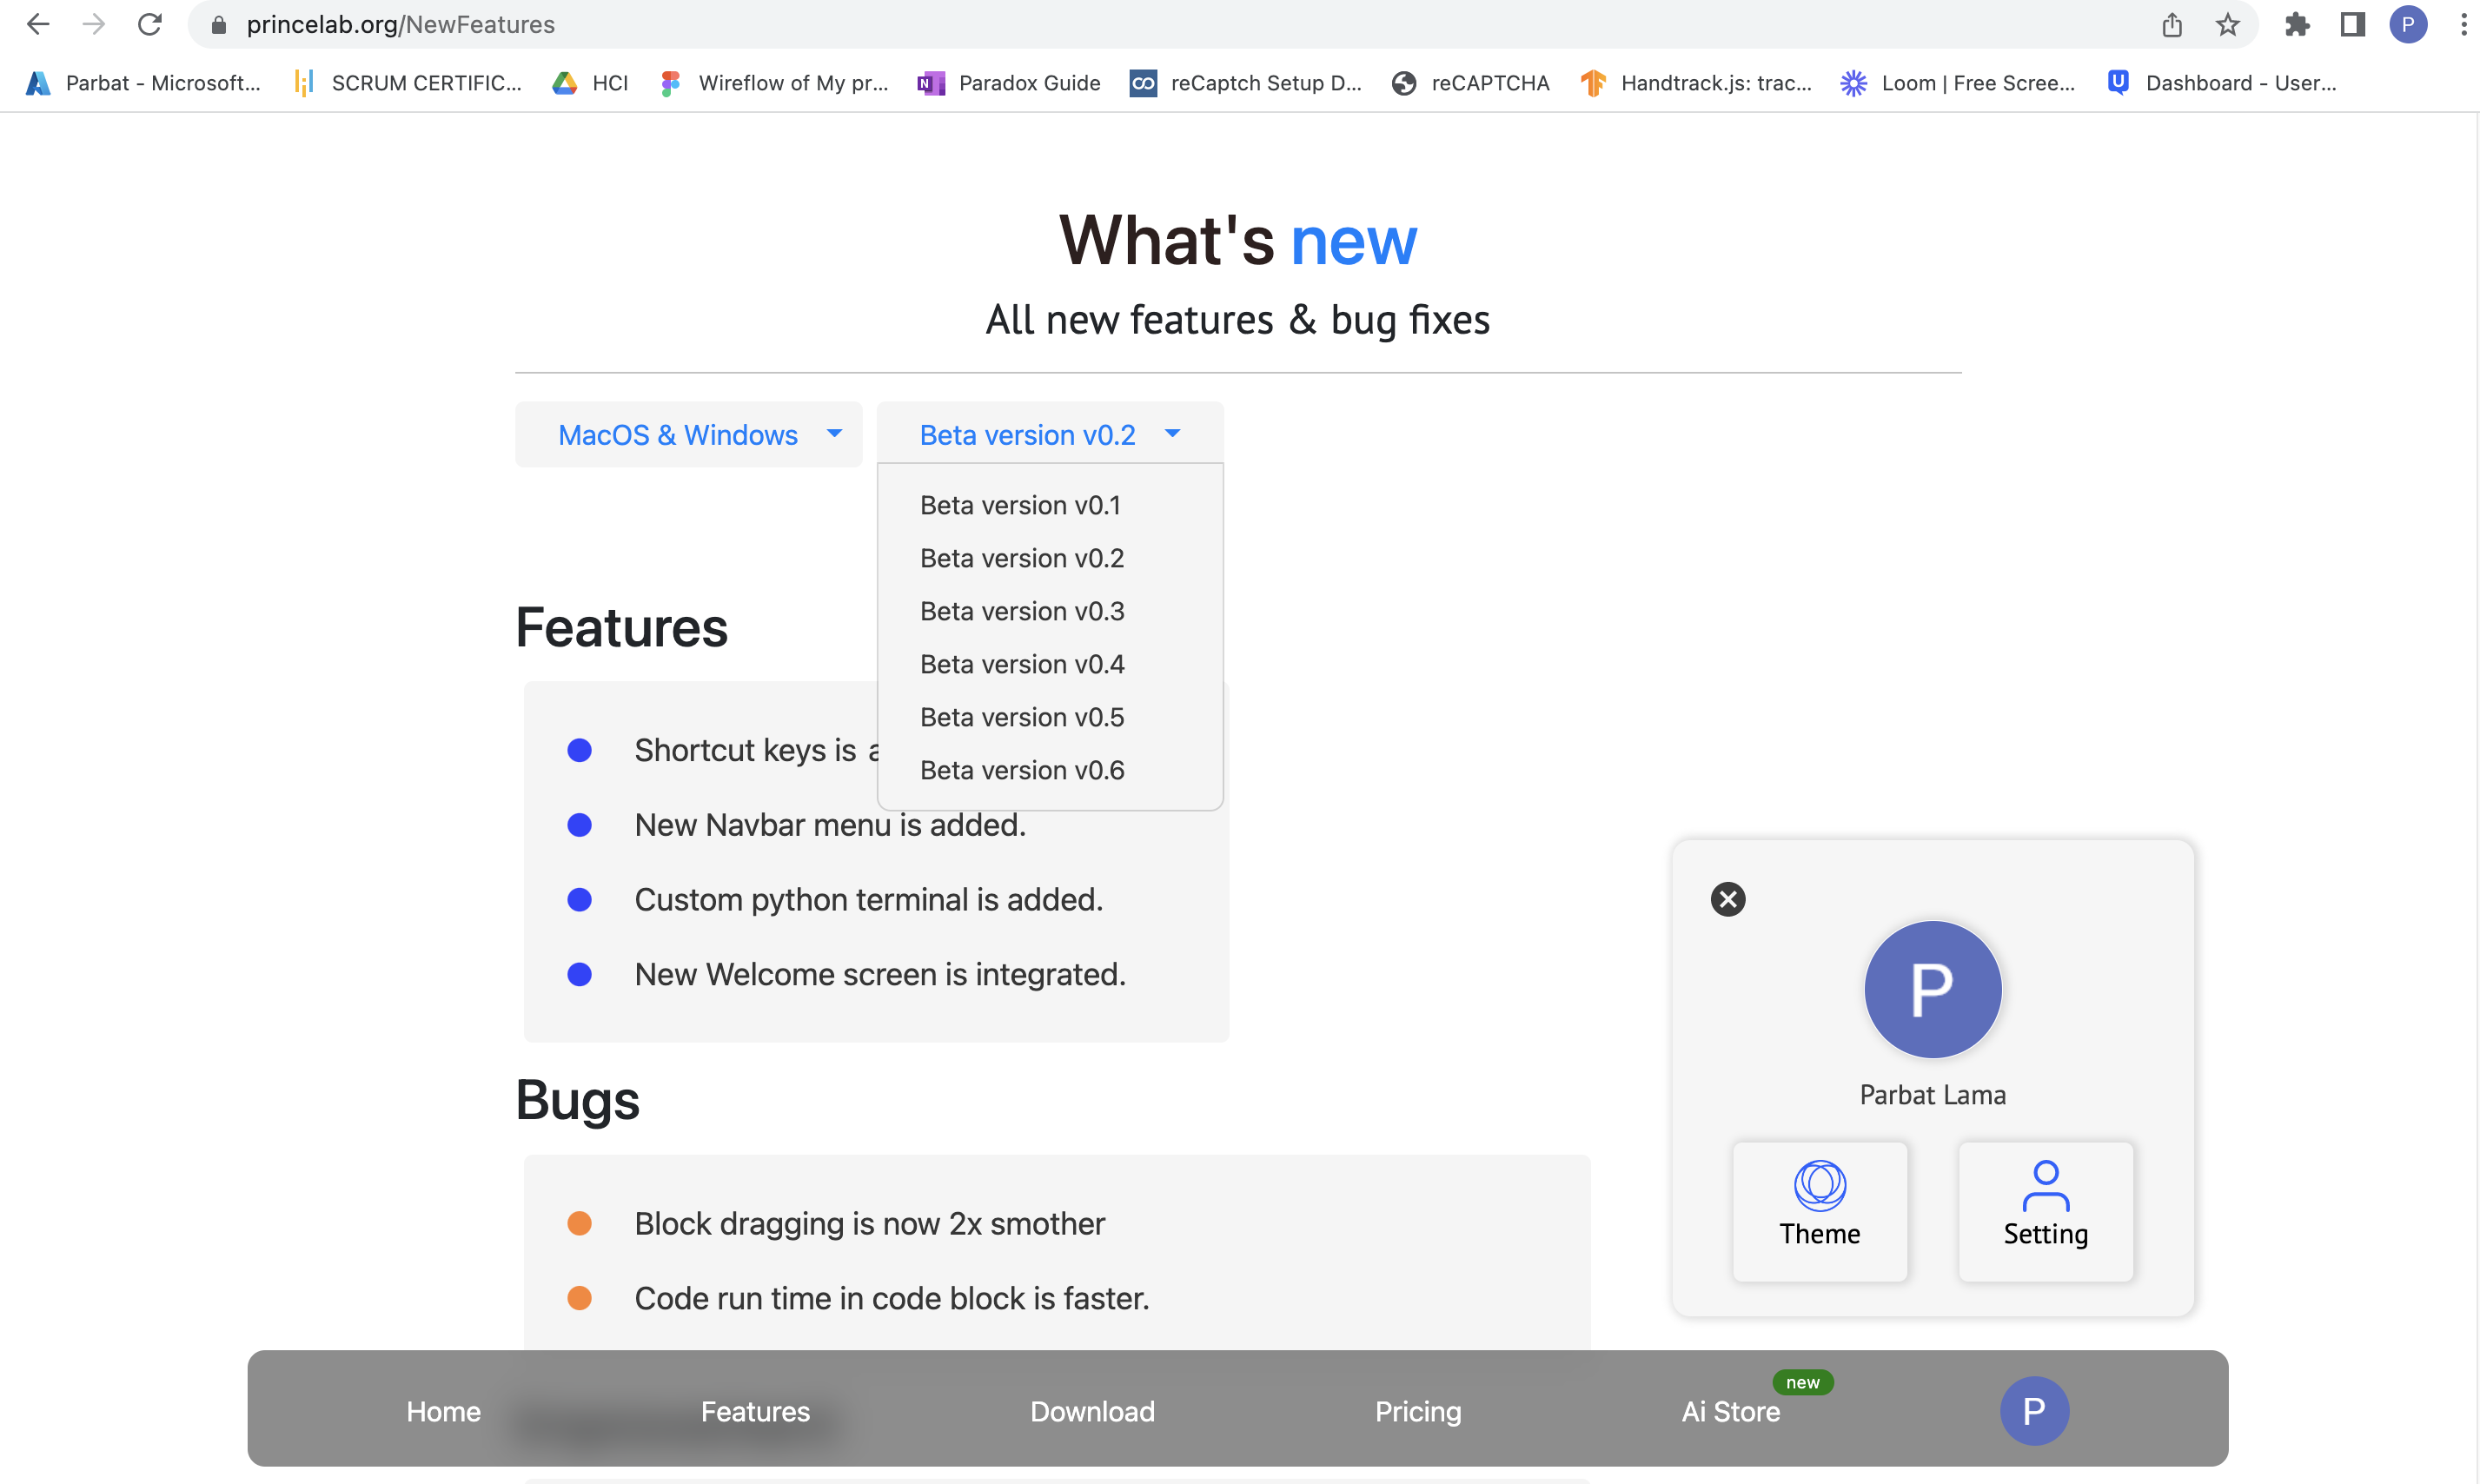 princelab.org/NewFeatures
P
Parbat - Microsoft...
SCRUM CERTIFIC...
HCI
Wireflow of My pr...
Paradox Guide
reCaptch Setup D...
reCAPTCHA
Handtrack.js: trac...
Loom | Free Scree...
Dashboard - User...
What's new
All new features & bug fixes
MacOS & Windows
Beta version v0.2
Beta version v0.1
Beta version v0.2
Beta version v0.3
Beta version v0.4
Beta version v0.5
Beta version v0.6
Features
Shortcut keys is
New Navbar menu is added.
Custom python terminal is added.
New Welcome screen is integrated.
Bugs
Block dragging is now 2x smother
Code run time in code block is faster.
P
Parbat Lama
Theme
Setting
Home
Features
Download
Pricing
Ai Store
new
P